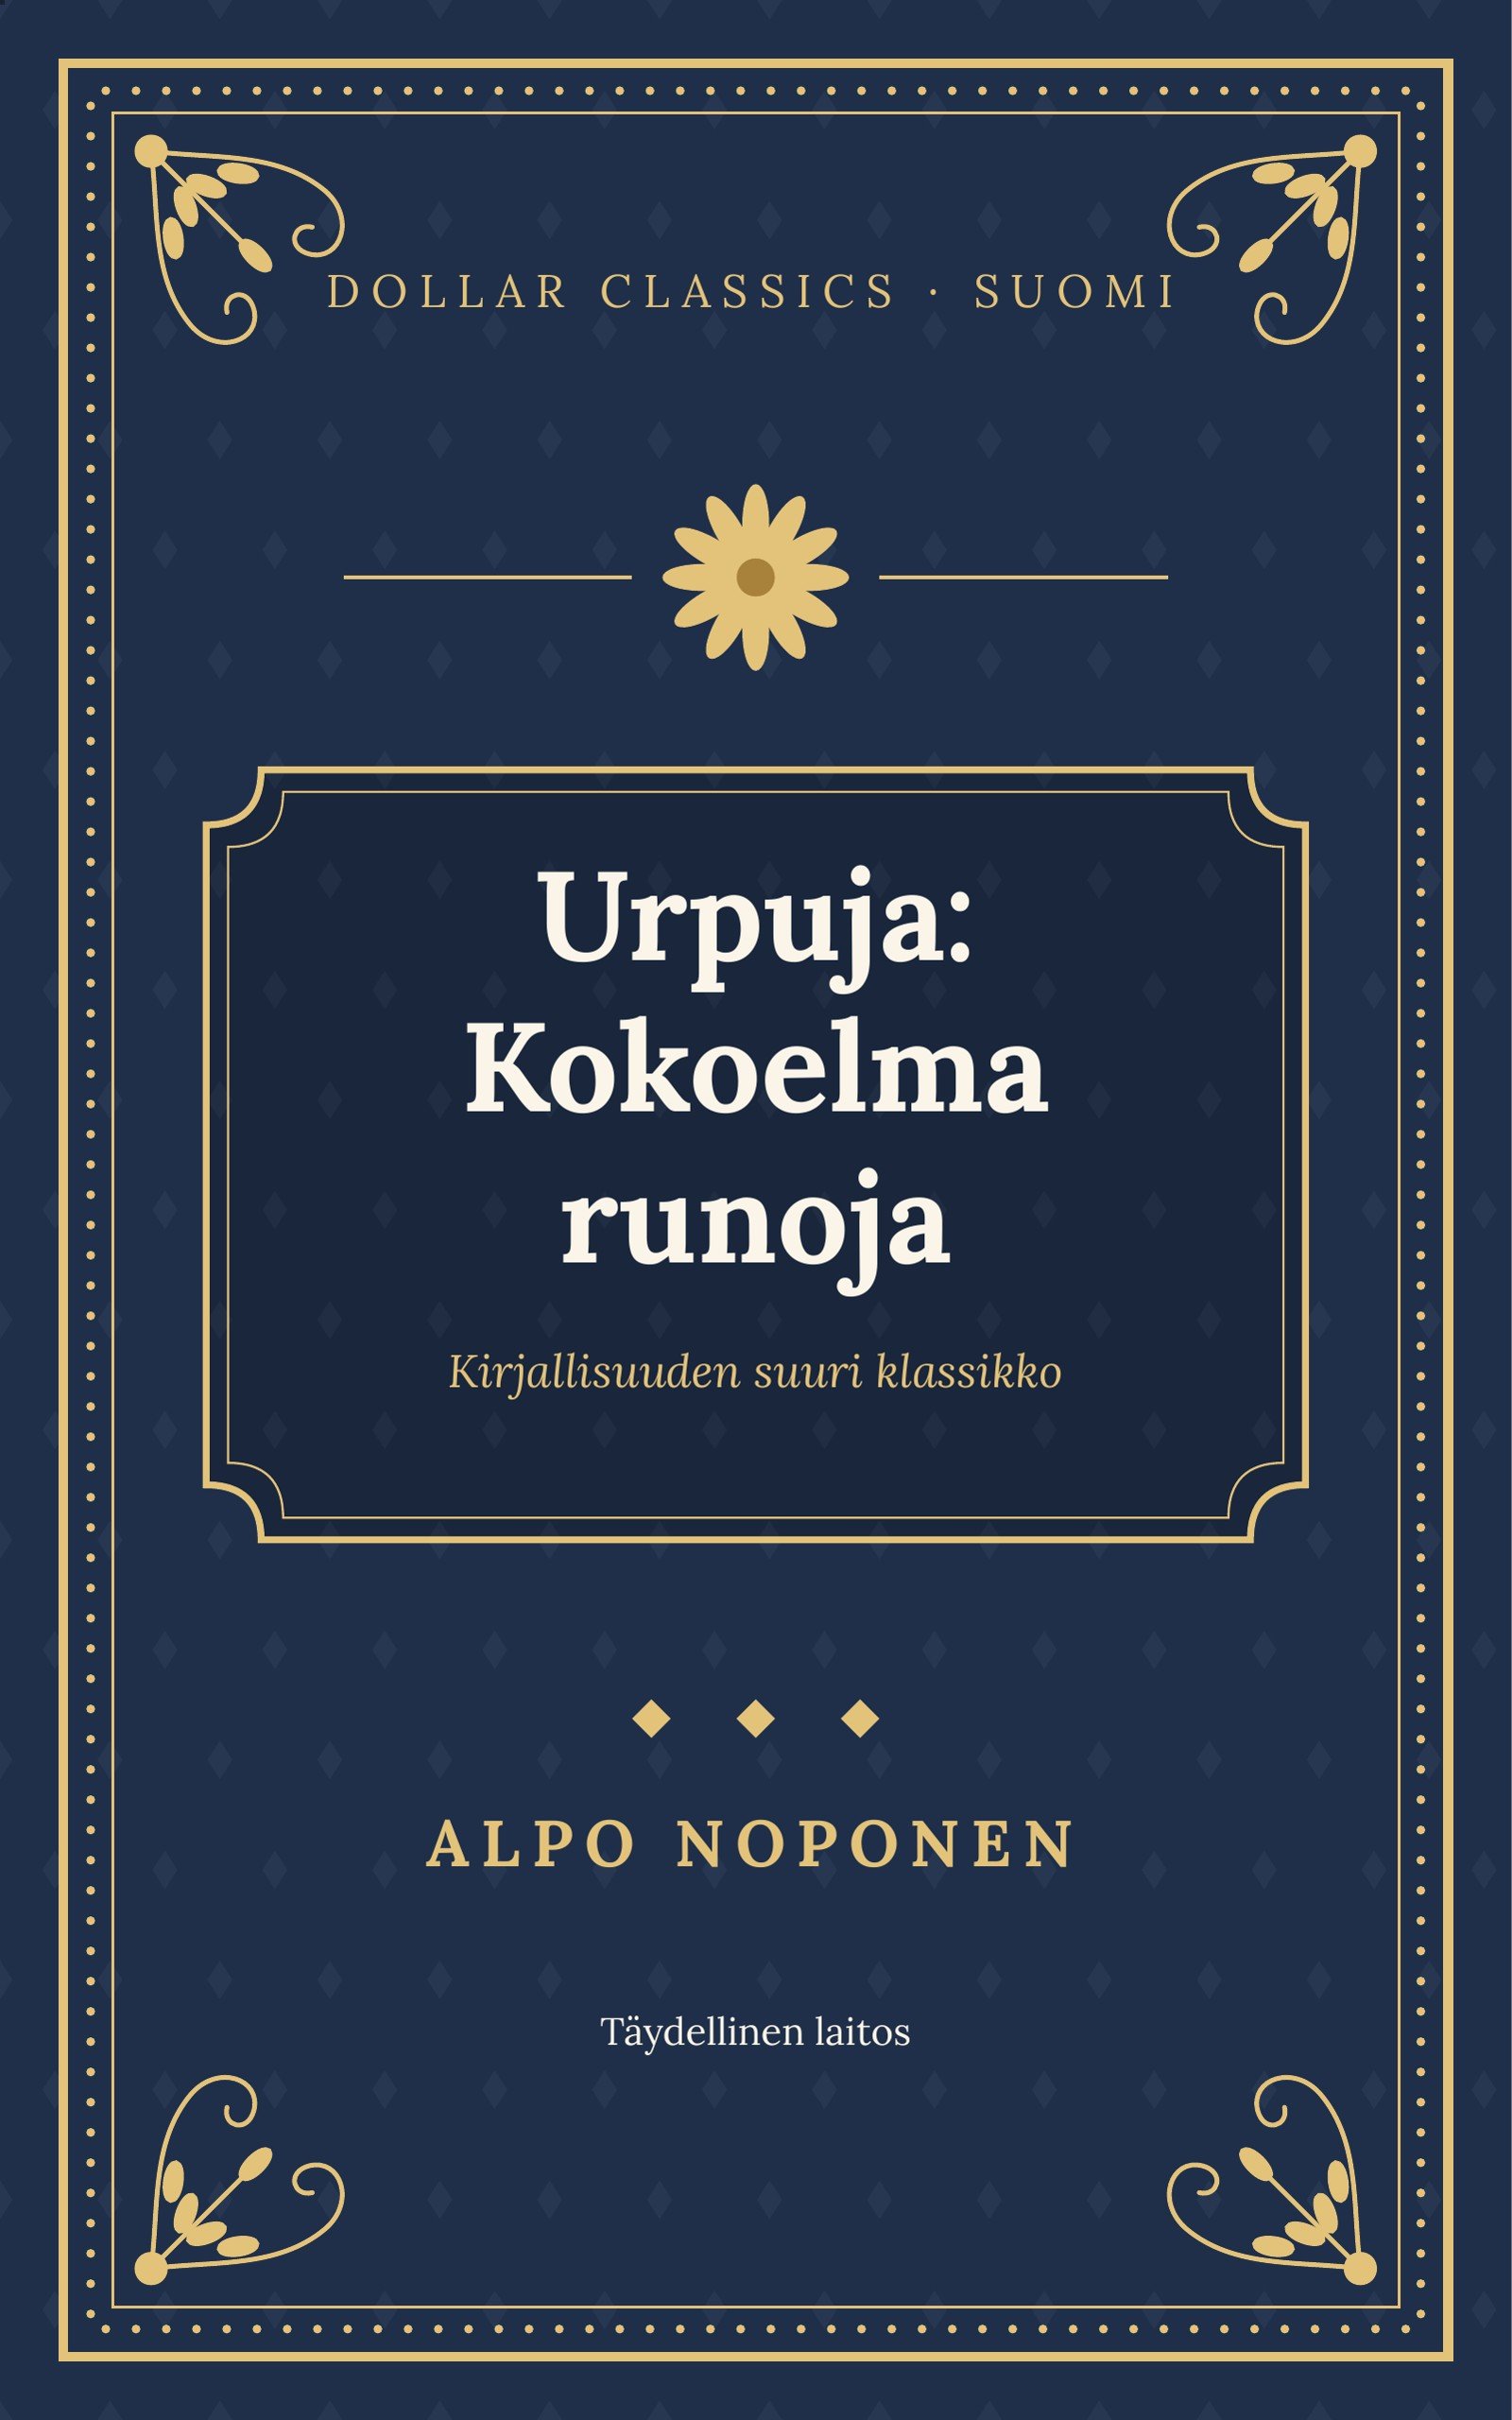 DOLLAR CLASSICS · SUOMI
Urpuja:
Kokoelma
runoja
Kirjallisuuden suuri klassikko
ALPO NOPONEN
Täydellinen laitos